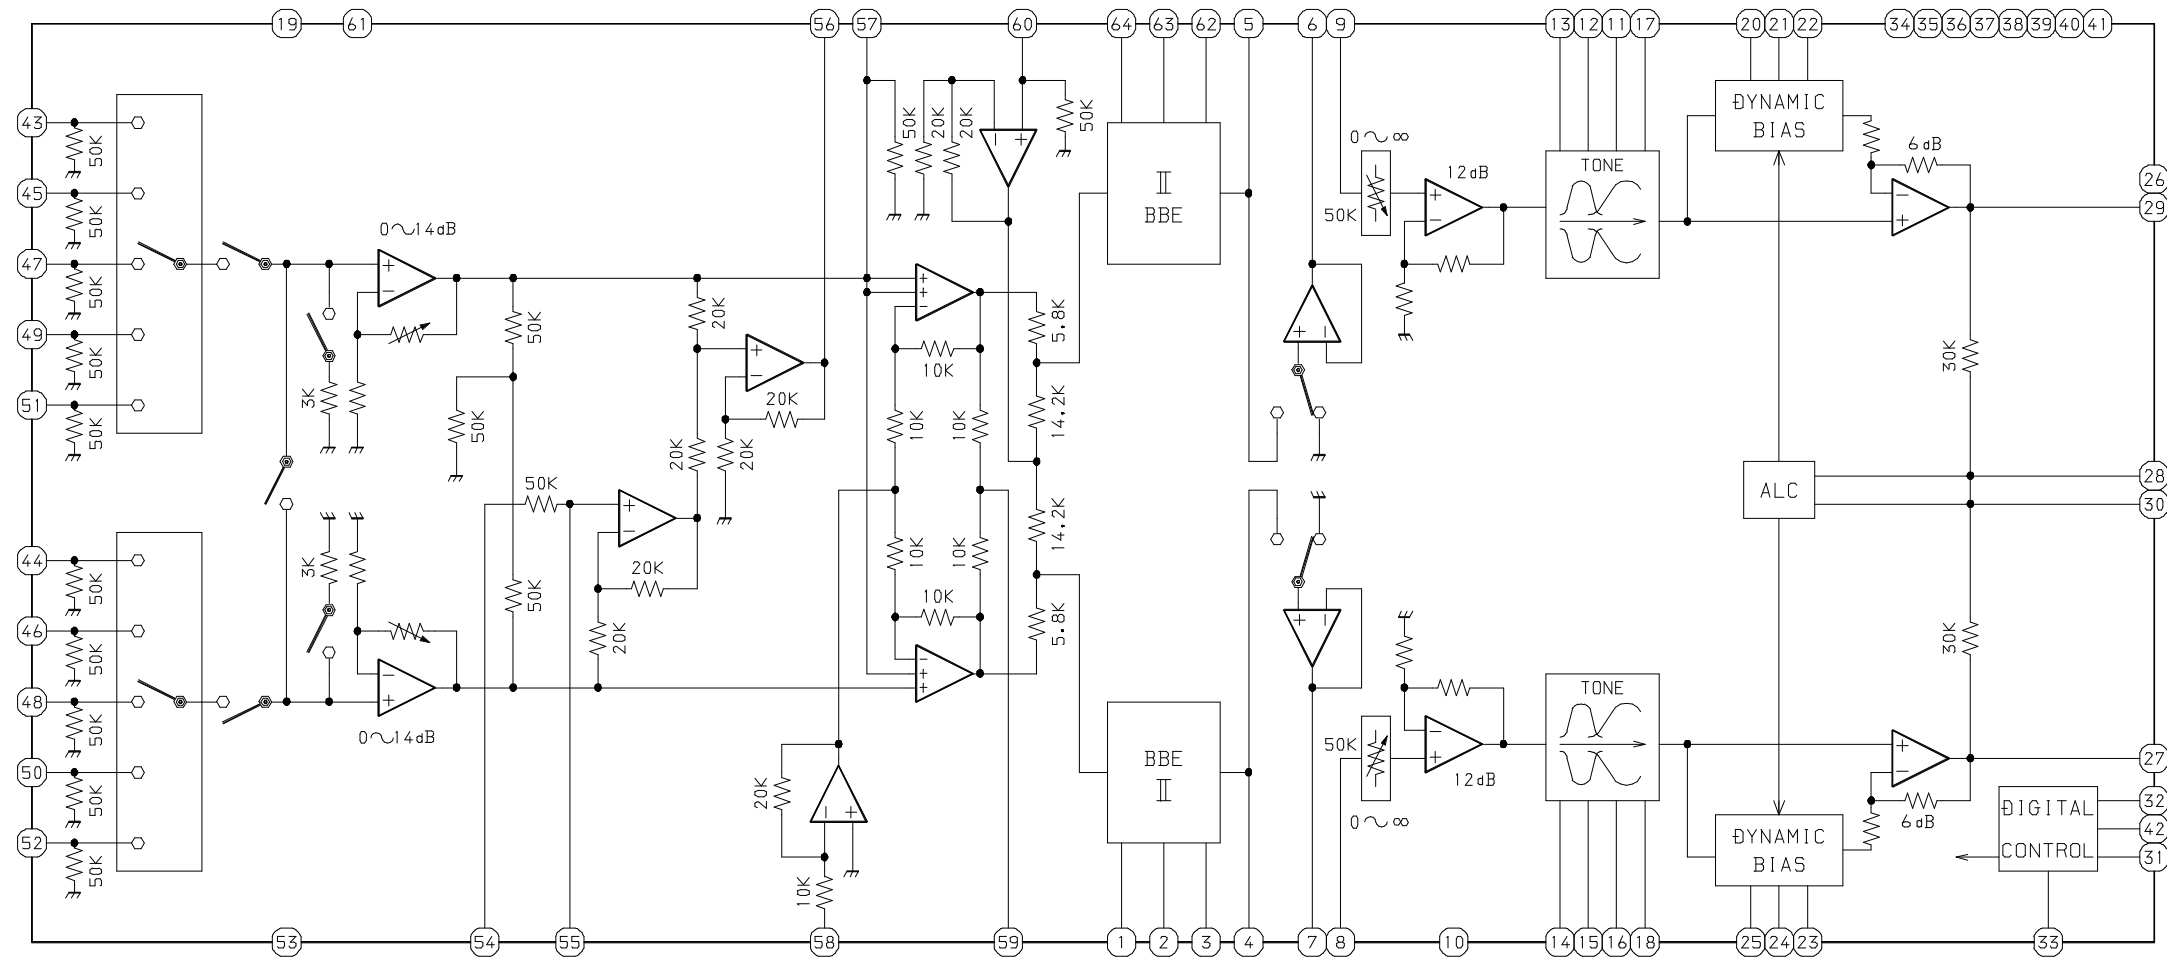 19 61 56 57 60 64 63 62 5 6 9 13 12 11 17 20 21 22 34 35 36 37 38 39 40 41
43 50K
45 50K
47 50K
49 50K
51 50K
0～14dB
3K
50K
50K
20K
20K
20K
20K
50K
20K
20K
50K 20K 20K
50K
10K
10K 10K
5.8K
14.2K
II
BBE
0～∞
50K
12dB
TONE
DYNAMIC
BIAS
6dB
26
29
30K
ALC
28
30
44 50K
46 50K
48 50K
50 50K
52 50K
3K
0～14dB
50K
20K
20K
10K
10K 10K
10K
14.2K
5.8K
BBE
II
50K
0～∞
12dB
TONE
DYNAMIC
BIAS
6dB
30K
27
DIGITAL
CONTROL
32
42
31
53 54 55 58 59 1 2 3 4 7 8 10 14 15 16 18 25 24 23 33